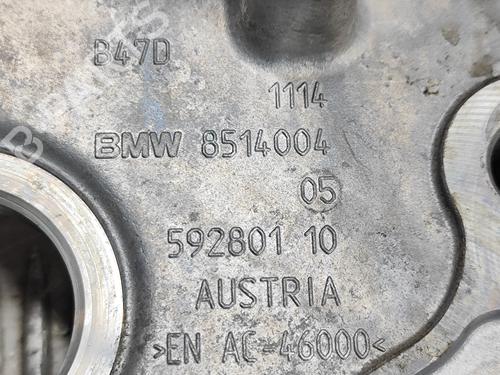 B47D
1114
BMW 8514004
05
592801 10
AUSTRIA
>EN AC-46000<